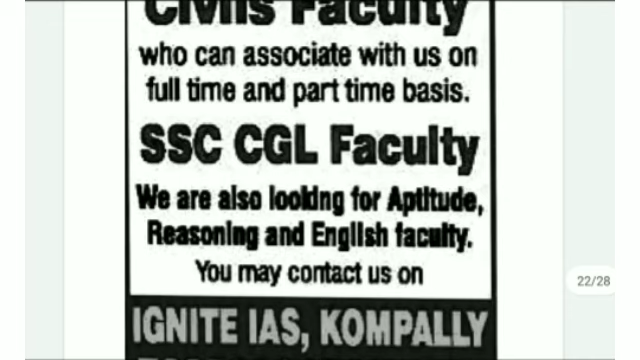 Civils Faculty
who can associate with us on
full time and part time basis.
SSC CGL Faculty
We are also looking for Aptitude,
Reasoning and English faculty.
You may contact us on
22/28
IGNITE IAS, KOMPALLY